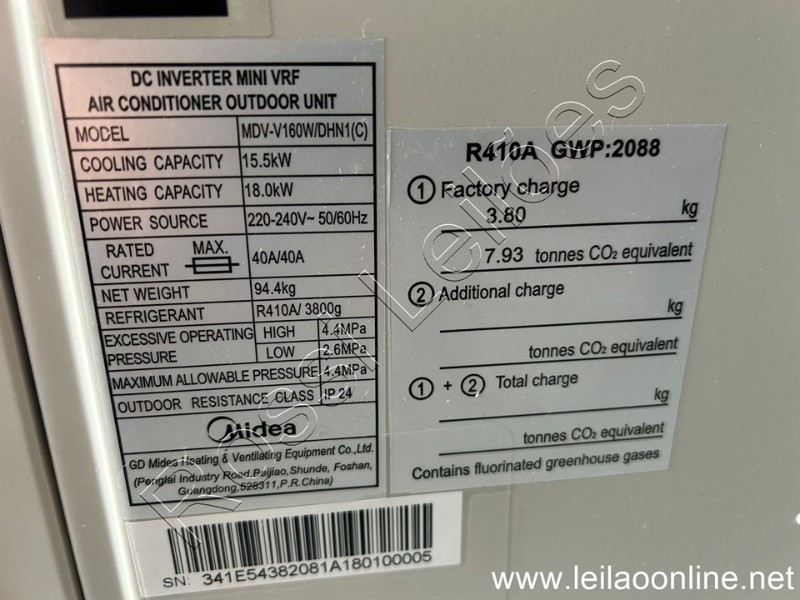 DC INVERTER MINI VRF
AIR CONDITIONER OUTDOOR UNIT
MODEL MDV-V160W/DHN1(C)
COOLING CAPACITY 15.5kW
HEATING CAPACITY 18.0kW
POWER SOURCE 220-240V~ 50/60Hz
RATED CURRENT MAX. 40A/40A
NET WEIGHT 94.4kg
REFRIGERANT R410A/ 3800g
EXCESSIVE OPERATING PRESSURE HIGH 4.4MPa
LOW 2.6MPa
MAXIMUM ALLOWABLE PRESSURE 4.4MPa
OUTDOOR RESISTANCE CLASS IP24
Midea
GD Midea Heating & Ventilating Equipment Co.,Ltd.
(Penglai Industry Road,Beijiao,Shunde, Foshan,
Guangdong,528311,P.R.China)
SN: 341E54382081A180100005
R410A GWP:2088
① Factory charge
3.80 kg
7.93 tonnes CO₂ equivalent
② Additional charge
kg
tonnes CO₂ equivalent
① + ② Total charge
kg
tonnes CO₂ equivalent
Contains fluorinated greenhouse gases
Rossi Leilões
www.leilaoonline.net